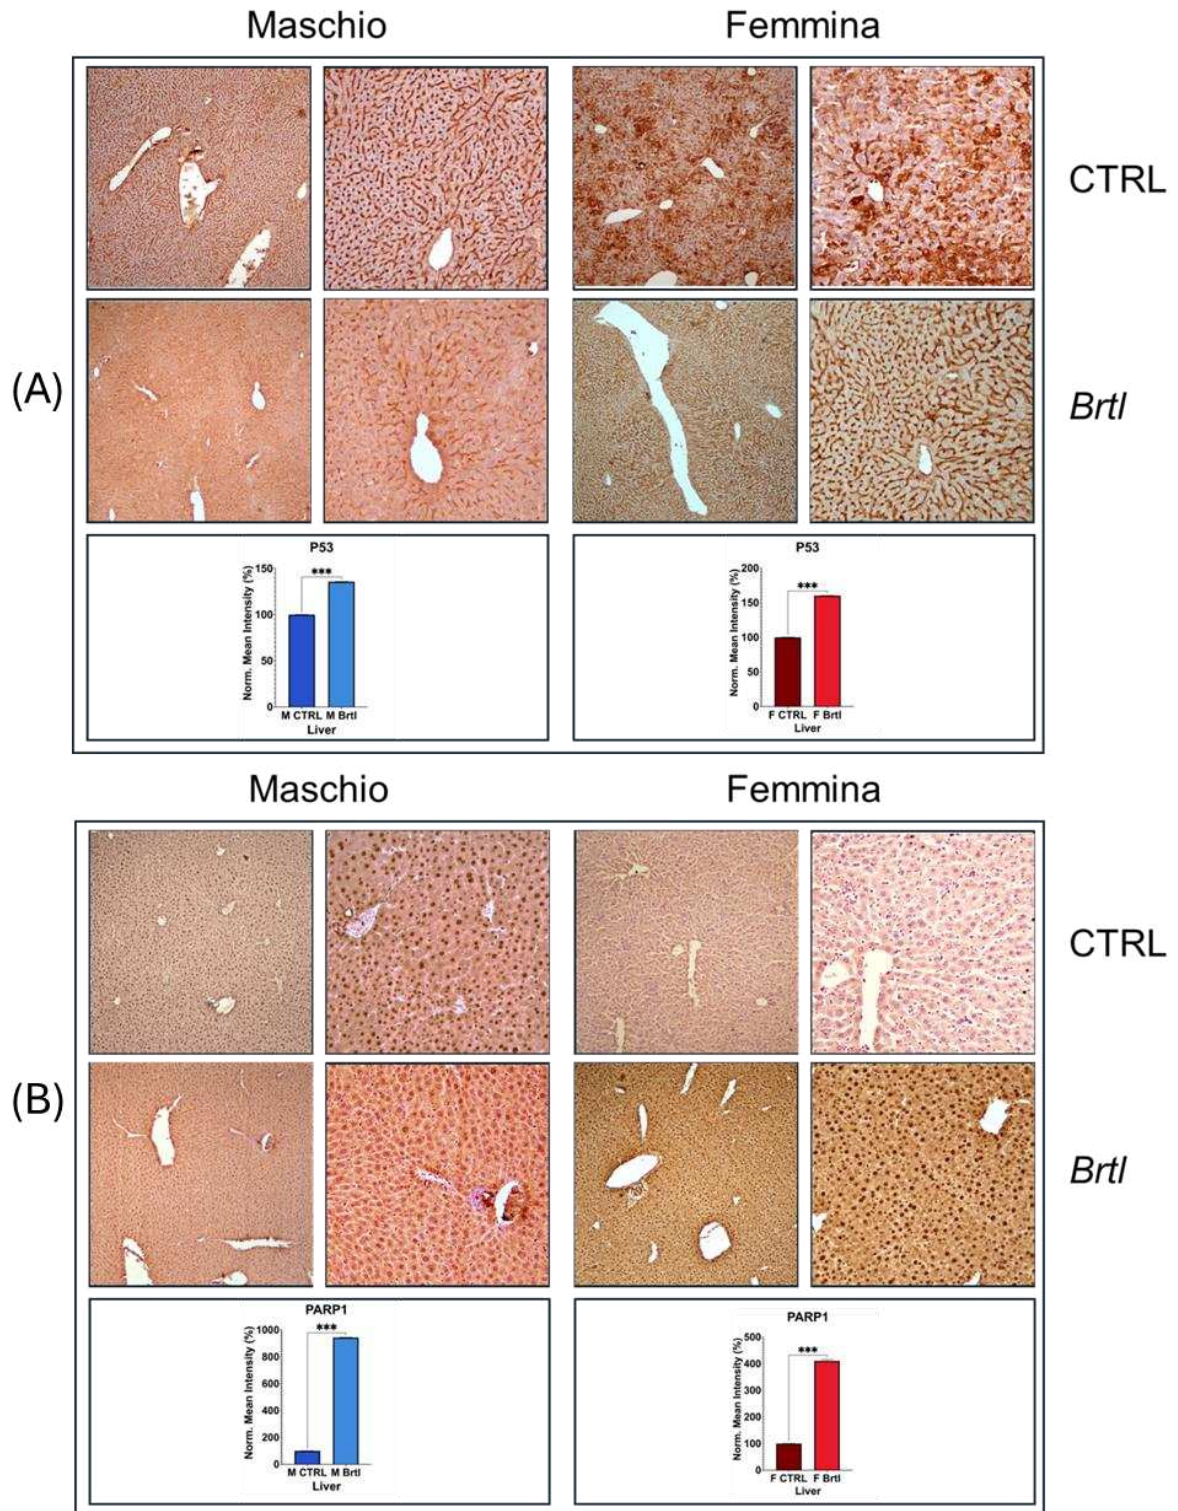 Maschio Femmina
CTRL
(A)
Brtl
P53
Norm. Mean Intensity (%)
150
100
50
0
***
M CTRL M Brtl
Liver
P53
Norm. Mean Intensity (%)
200
150
100
50
0
***
F CTRL F Brtl
Liver
Maschio Femmina
CTRL
(B)
Brtl
PARP1
Norm. Mean Intensity (%)
1000
800
600
400
200
0
***
M CTRL M Brtl
Liver
PARP1
Norm. Mean Intensity (%)
500
400
300
200
100
0
***
F CTRL F Brtl
Liver